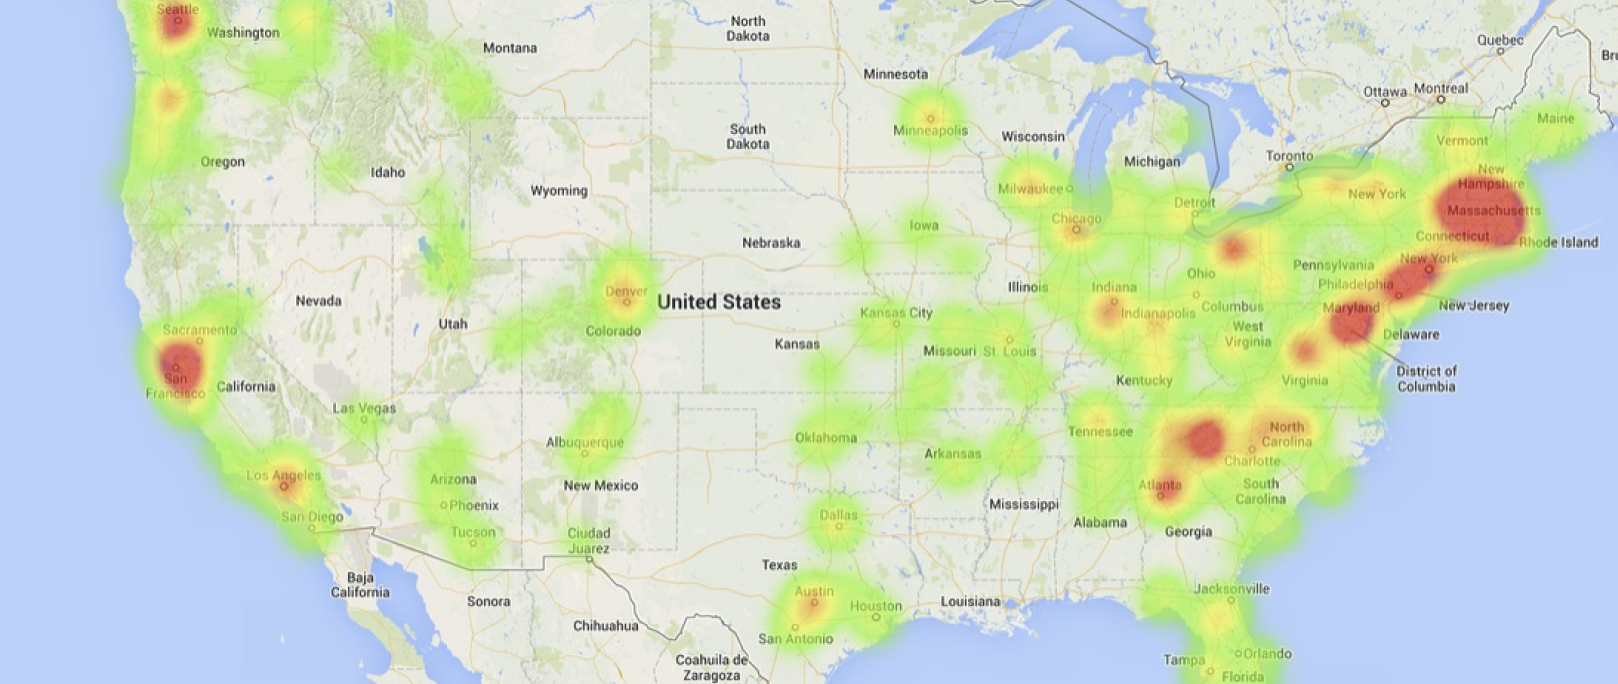 Seattle
Washington
Montana
North
Dakota
Minnesota
Quebec
Bru
Ottawa
Montreal
Maine
Minneapolis
South
Dakota
Wisconsin
Vermont
Oregon
Idaho
Michigan
Toronto
New
Hampshire
Wyoming
Milwaukee
Detroit
New York
Massachusetts
Chicago
Iowa
Nebraska
Connecticut
Rhode Island
New York
Pennsylvania
Ohio
Philadelphia
Illinois
Indiana
Denver
United States
Nevada
Columbus
Maryland
New Jersey
Kansas City
Indianapolis
Sacramento
Utah
Colorado
West
Virginia
Delaware
Kansas
Missouri
St. Louis
San
Francisco
California
Kentucky
Virginia
District of
Columbia
Las Vegas
Albuquerque
Oklahoma
Tennessee
North
Carolina
Arkansas
Charlotte
Los Angeles
Arizona
New Mexico
Atlanta
South
Carolina
Phoenix
Mississippi
San Diego
Dallas
Alabama
Georgia
Tucson
Ciudad
Juarez
Texas
Baja
California
Sonora
Austin
Houston
Louisiana
Jacksonville
Chihuahua
San Antonio
Coahuila de
Zaragoza
Tampa
Orlando
Florida